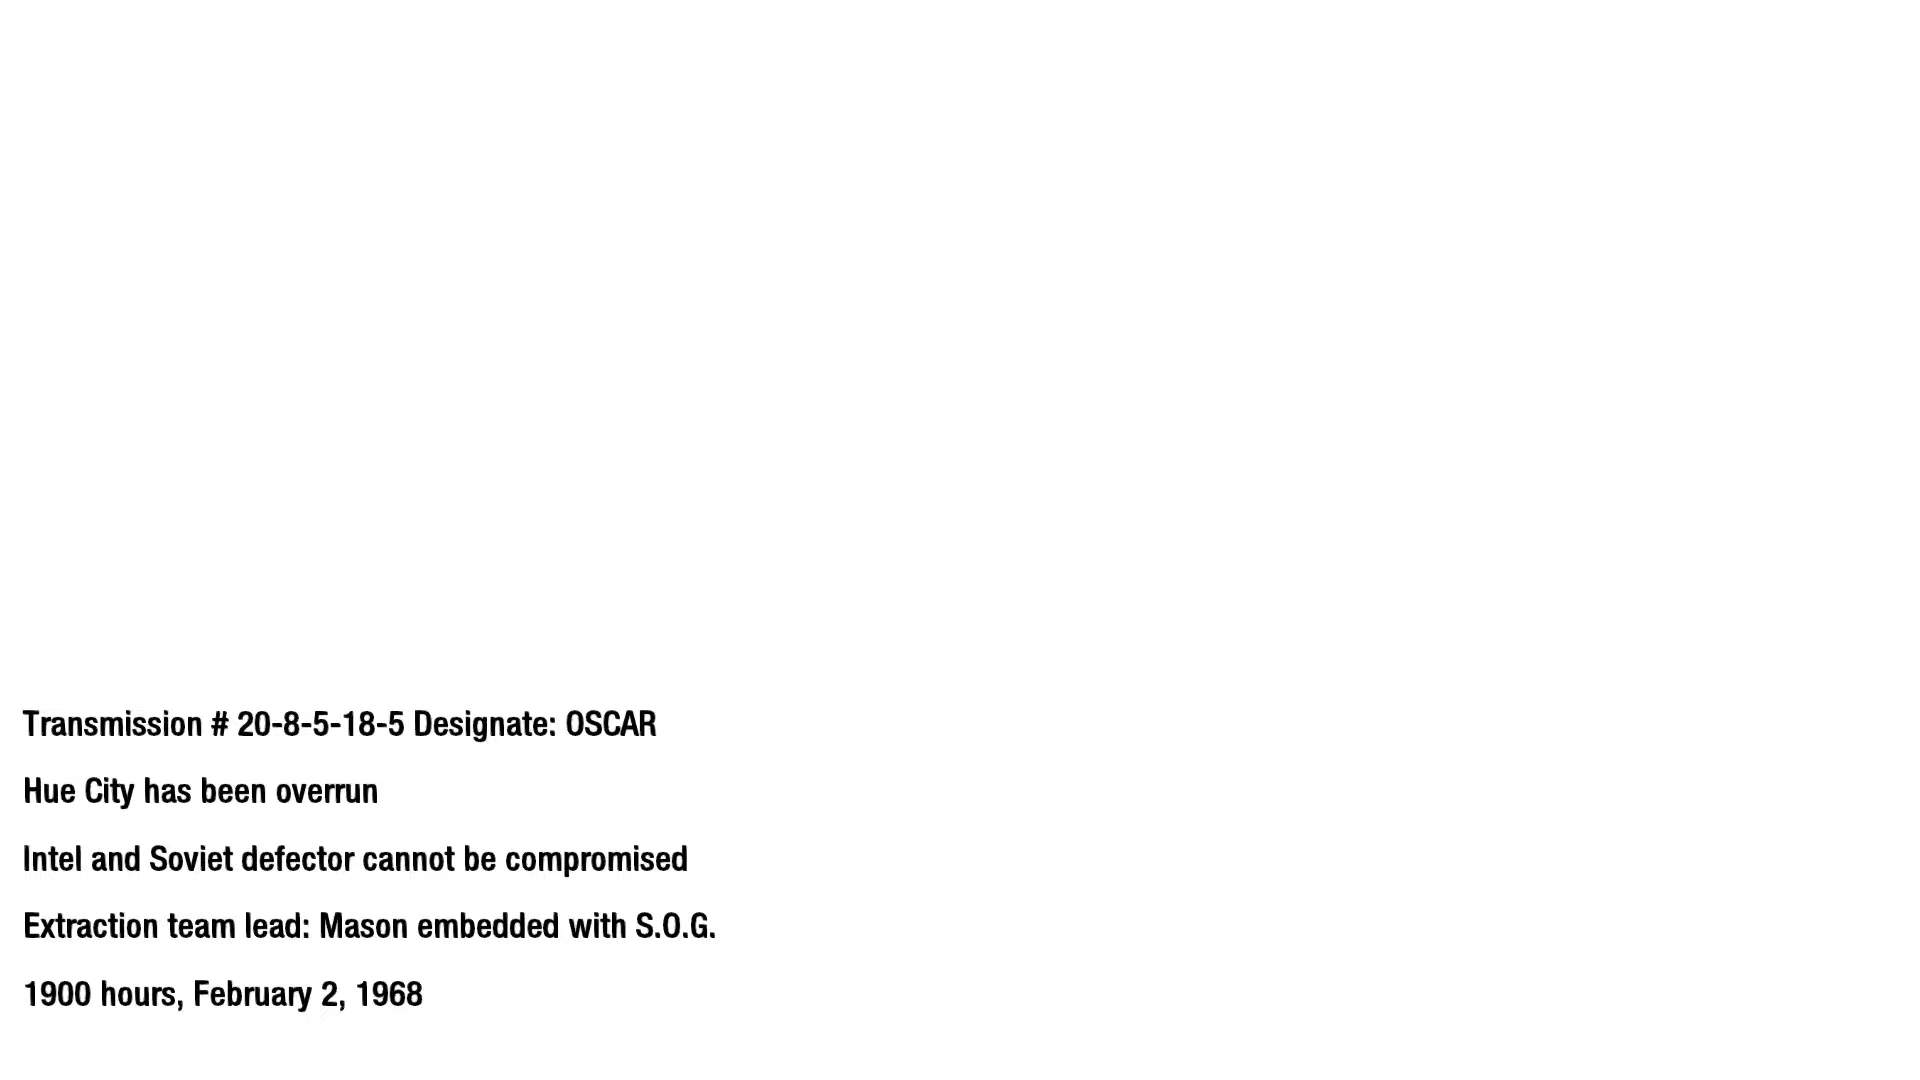 Transmission # 20-8-5-18-5 Designate: OSCAR
Hue City has been overrun
Intel and Soviet defector cannot be compromised
Extraction team lead: Mason embedded with S.O.G.
1900 hours, February 2, 1968